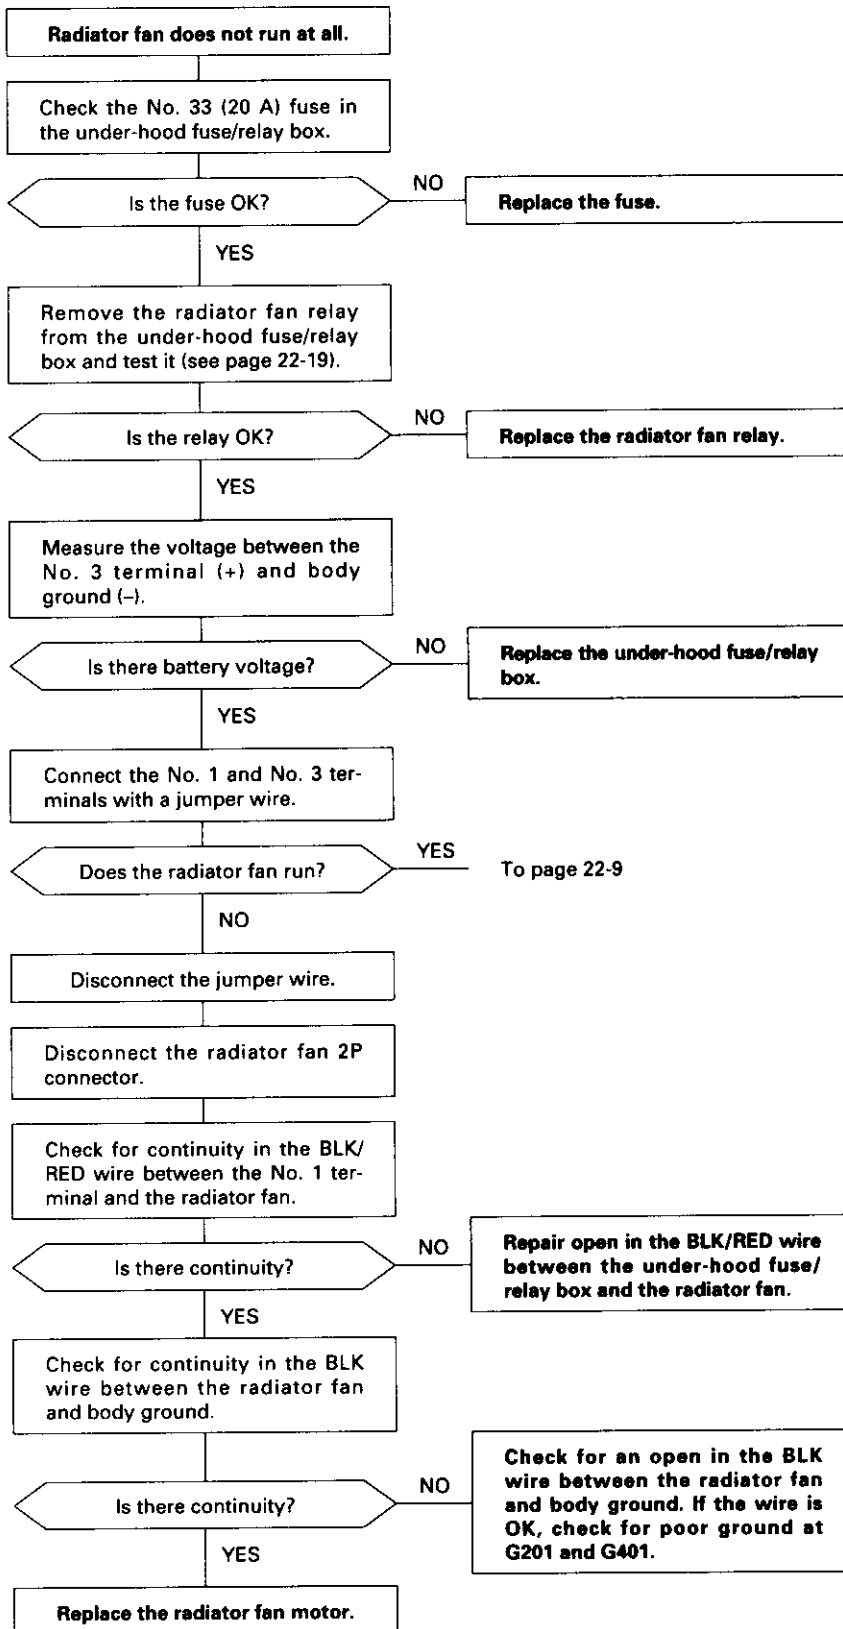 Radiator fan does not run at all.
Check the No. 33 (20 A) fuse in
the under-hood fuse/relay box.
Is the fuse OK?
NO
Replace the fuse.
YES
Remove the radiator fan relay
from the under-hood fuse/relay
box and test it (see page 22-19).
Is the relay OK?
NO
Replace the radiator fan relay.
YES
Measure the voltage between the
No. 3 terminal (+) and body
ground (–).
Is there battery voltage?
NO
Replace the under-hood fuse/relay
box.
YES
Connect the No. 1 and No. 3 ter-
minals with a jumper wire.
Does the radiator fan run?
YES
To page 22-9
NO
Disconnect the jumper wire.
Disconnect the radiator fan 2P
connector.
Check for continuity in the BLK/
RED wire between the No. 1 ter-
minal and the radiator fan.
Is there continuity?
NO
Repair open in the BLK/RED wire
between the under-hood fuse/
relay box and the radiator fan.
YES
Check for continuity in the BLK
wire between the radiator fan
and body ground.
Is there continuity?
NO
Check for an open in the BLK
wire between the radiator fan
and body ground. If the wire is
OK, check for poor ground at
G201 and G401.
YES
Replace the radiator fan motor.